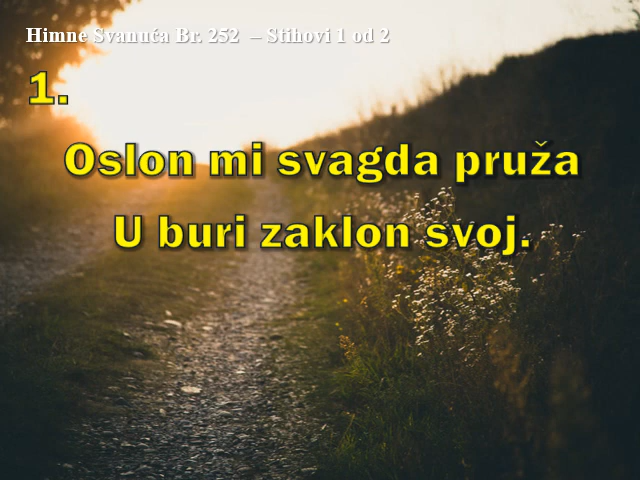 Himne Svanuća Br. 252 – Stihovi 1 od 2
1.
Oslon mi svagda pruža
U buri zaklon svoj.